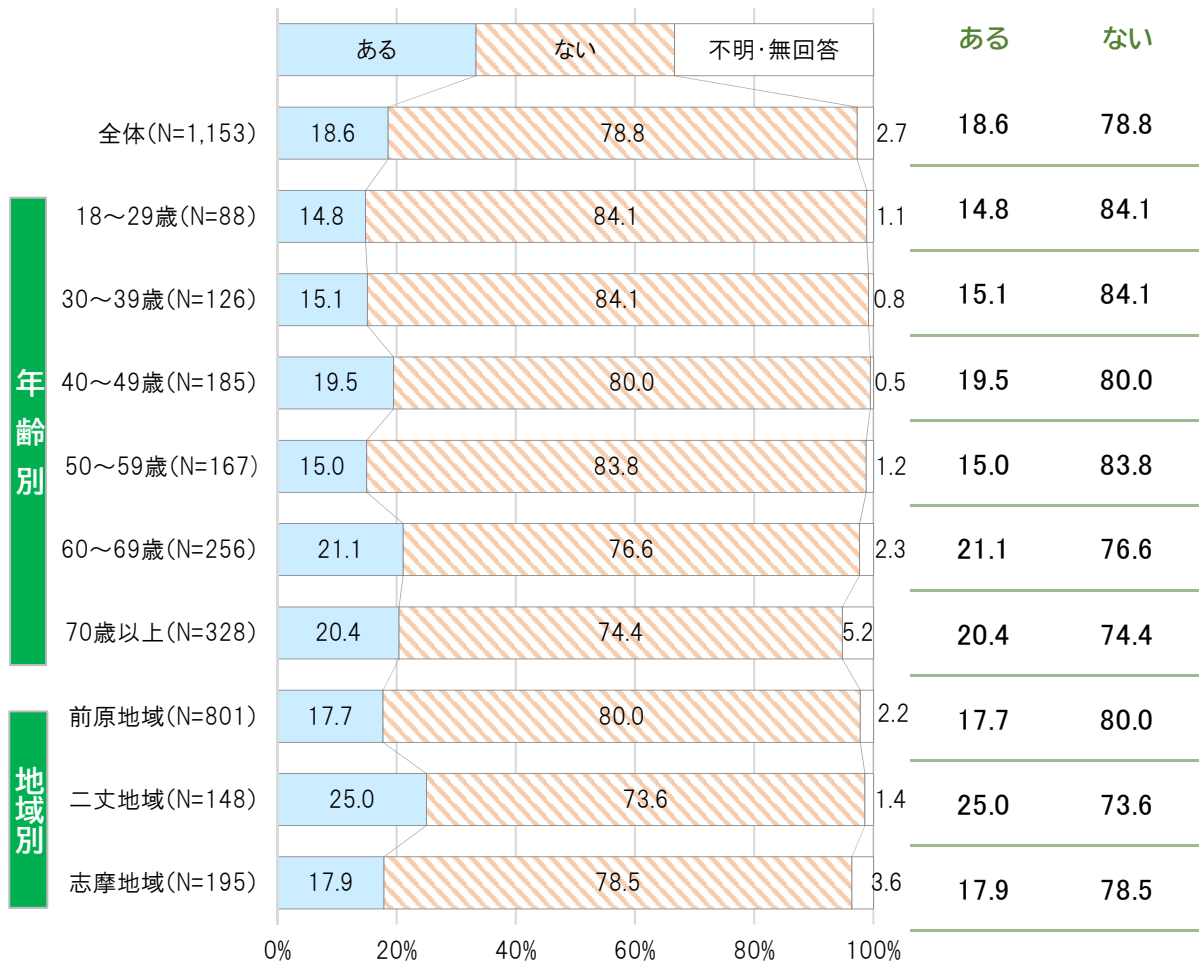 ある ない 不明・無回答 ある ない
全体(N=1,153) 18.6 78.8 2.7 18.6 78.8
年齢別
18～29歳(N=88) 14.8 84.1 1.1 14.8 84.1
30～39歳(N=126) 15.1 84.1 0.8 15.1 84.1
40～49歳(N=185) 19.5 80.0 0.5 19.5 80.0
50～59歳(N=167) 15.0 83.8 1.2 15.0 83.8
60～69歳(N=256) 21.1 76.6 2.3 21.1 76.6
70歳以上(N=328) 20.4 74.4 5.2 20.4 74.4
地域別
前原地域(N=801) 17.7 80.0 2.2 17.7 80.0
二丈地域(N=148) 25.0 73.6 1.4 25.0 73.6
志摩地域(N=195) 17.9 78.5 3.6 17.9 78.5
0% 20% 40% 60% 80% 100%